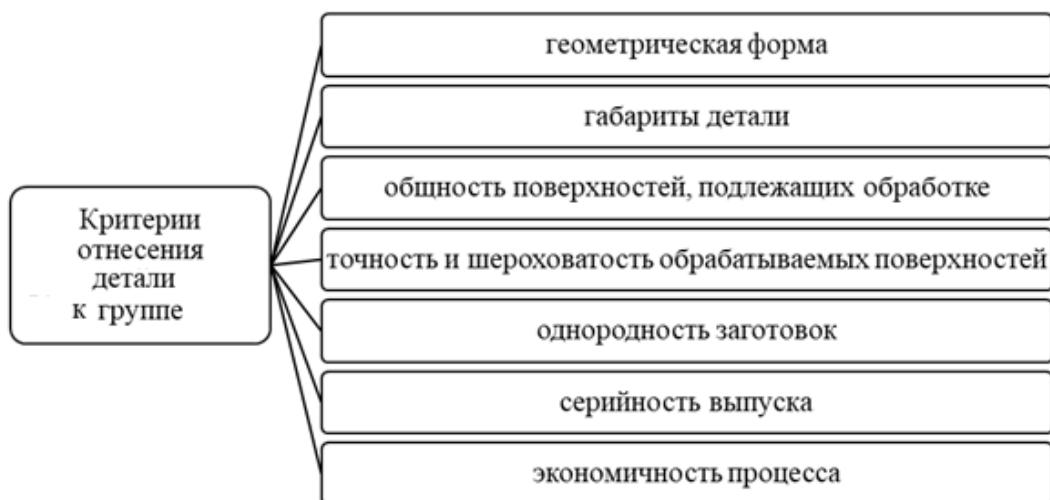 Критерии
отнесения
детали
к группе
геометрическая форма
габариты детали
общность поверхностей, подлежащих обработке
точность и шероховатость обрабатываемых поверхностей
однородность заготовок
серийность выпуска
экономичность процесса